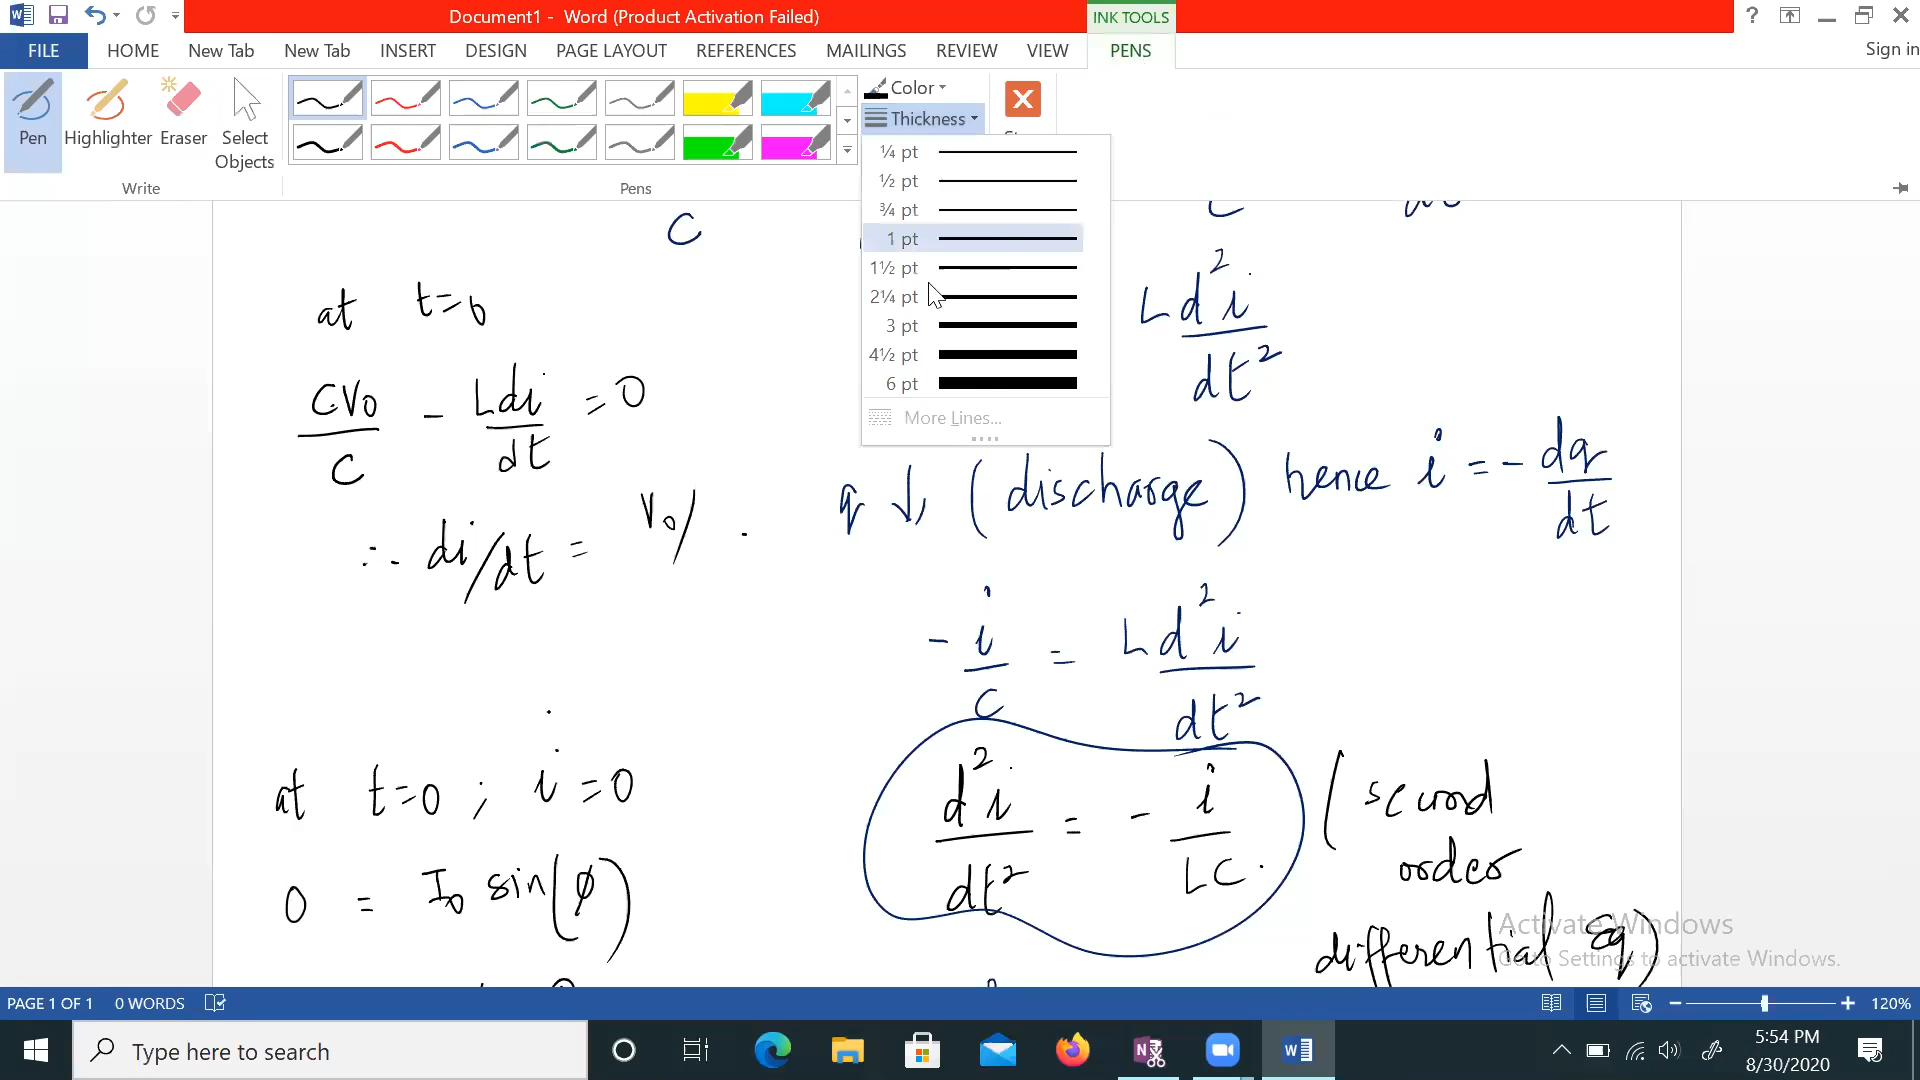 Document1 - Word (Product Activation Failed)
INK TOOLS
?
FILE HOME New Tab New Tab INSERT DESIGN PAGE LAYOUT REFERENCES MAILINGS REVIEW VIEW PENS Sign in
Pen
Highlighter
Eraser
Select
Objects
Color
Thickness
Write
Pens
¼ pt
½ pt
¾ pt
1 pt
1½ pt
2¼ pt
3 pt
4½ pt
6 pt
More Lines...
C
at t=0
CV0/C - Ldi/dt = 0
∴ di/dt = V0/
at t=0 ; i=0
0 = I0 sin(φ)
Ld²i/dt²
q ↓ (discharge) hence i = - dq/dt
-i/C = Ld²i/dt²
d²i/dt² = - i/LC.
(second
order
differential Eq)
Activate Windows
Go to Settings to activate Windows.
PAGE 1 OF 1 0 WORDS
120%
Type here to search
5:54 PM
8/30/2020